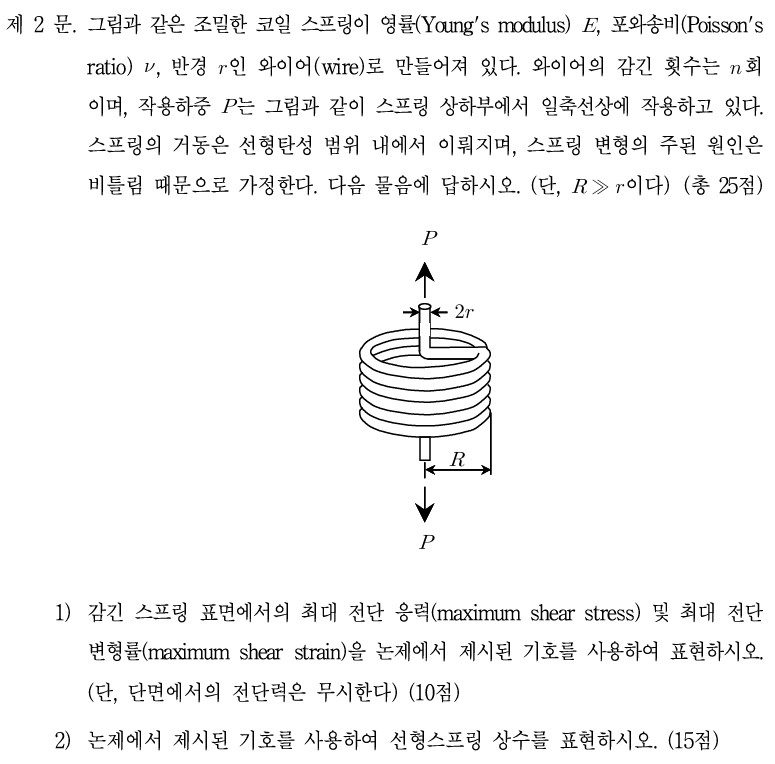 제 2 문. 그림과 같은 조밀한 코일 스프링이 영률(Young's modulus) E, 포와송비(Poisson's
ratio) ν, 반경 r인 와이어(wire)로 만들어져 있다. 와이어의 감긴 횟수는 n회
이며, 작용하중 P는 그림과 같이 스프링 상하부에서 일축선상에 작용하고 있다.
스프링의 거동은 선형탄성 범위 내에서 이뤄지며, 스프링 변형의 주된 원인은
비틀림 때문으로 가정한다. 다음 물음에 답하시오. (단, R≫r이다) (총 25점)
P
2r
R
P
1) 감긴 스프링 표면에서의 최대 전단 응력(maximum shear stress) 및 최대 전단
변형률(maximum shear strain)을 논제에서 제시된 기호를 사용하여 표현하시오.
(단, 단면에서의 전단력은 무시한다) (10점)
2) 논제에서 제시된 기호를 사용하여 선형스프링 상수를 표현하시오. (15점)